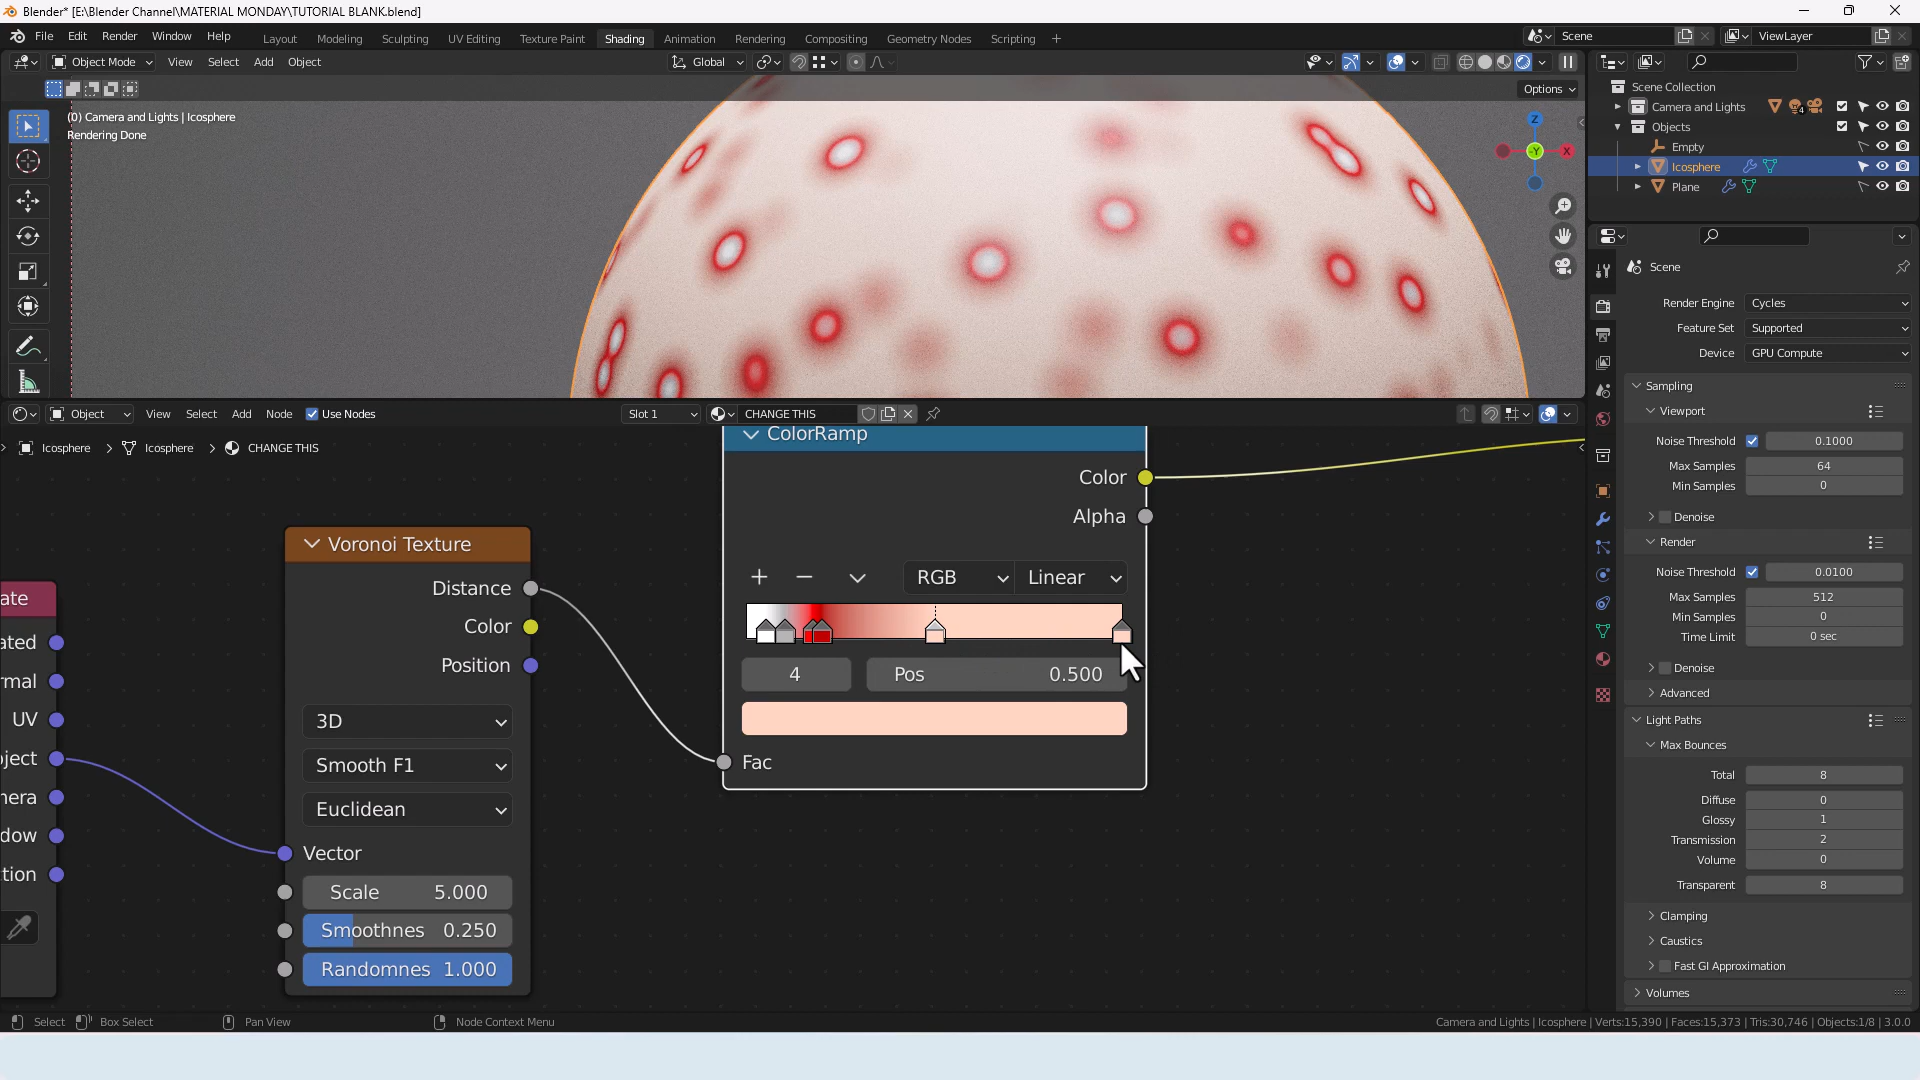 Blender* [E:\Blender Channel\MATERIAL MONDAY\TUTORIAL BLANK.blend]
File Edit Render Window Help Layout Modeling Sculpting UV Editing Texture Paint Shading Animation Rendering Compositing Geometry Nodes Scripting + Scene ViewLayer
Object Mode View Select Add Object Global
Options
(0) Camera and Lights | Icosphere
Rendering Done
Z
Y
X
Scene Collection
Camera and Lights 4
Objects
Empty
Icosphere
Plane
Scene
Render Engine Cycles
Feature Set Supported
Device GPU Compute
Sampling
Viewport
Noise Threshold 0.1000
Max Samples 64
Min Samples 0
Denoise
Render
Noise Threshold 0.0100
Max Samples 512
Min Samples 0
Time Limit 0 sec
Denoise
Advanced
Light Paths
Max Bounces
Total 8
Diffuse 0
Glossy 1
Transmission 2
Volume 0
Transparent 8
Clamping
Caustics
Fast GI Approximation
Volumes
Object View Select Add Node Use Nodes Slot 1 CHANGE THIS
Icosphere Icosphere CHANGE THIS
ate
ated
rmal
UV
ject
nera
dow
tion
Voronoi Texture
Distance
Color
Position
3D
Smooth F1
Euclidean
Vector
Scale 5.000
Smoothnes 0.250
Randomnes 1.000
ColorRamp
Color
Alpha
RGB Linear
4 Pos 0.500
Fac
Select Box Select Pan View Node Context Menu Camera and Lights | Icosphere | Verts:15,390 | Faces:15,373 | Tris:30,746 | Objects:1/8 | 3.0.0